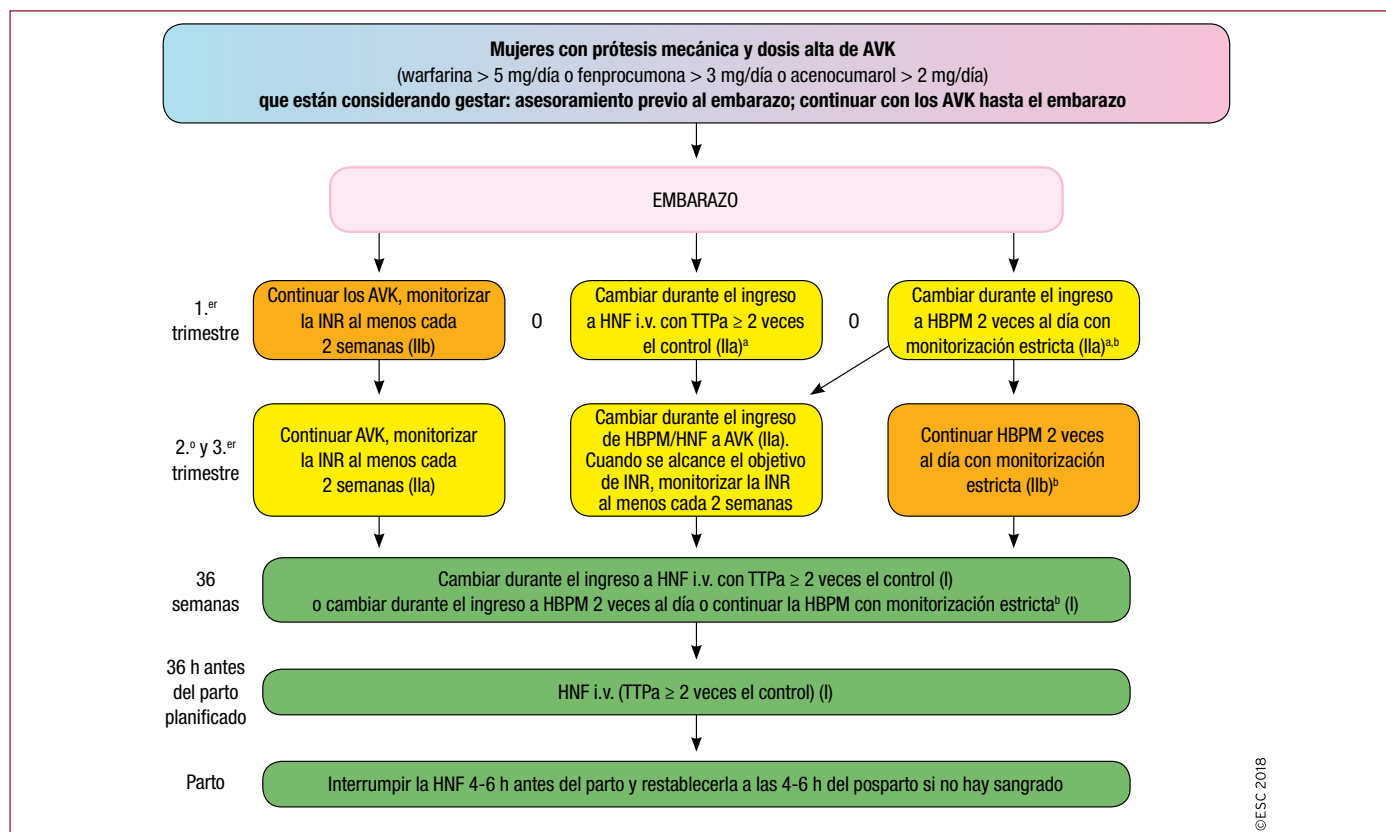 Mujeres con prótesis mecánica y dosis alta de AVK
(warfarina > 5 mg/día o fenprocumona > 3 mg/día o acenocumarol > 2 mg/día)
que están considerando gestar: asesoramiento previo al embarazo; continuar con los AVK hasta el embarazo
EMBARAZO
1.er
trimestre
Continuar los AVK, monitorizar
la INR al menos cada
2 semanas (IIb)
O
Cambiar durante el ingreso
a HNF i.v. con TTPa ≥ 2 veces
el control (IIa)a
O
Cambiar durante el ingreso
a HBPM 2 veces al día con
monitorización estricta (IIa)a,b
2.o y 3.er
trimestre
Continuar AVK, monitorizar
la INR al menos cada
2 semanas (IIa)
Cambiar durante el ingreso
de HBPM/HNF a AVK (IIa).
Cuando se alcance el objetivo
de INR, monitorizar la INR
al menos cada 2 semanas
Continuar HBPM 2 veces
al día con monitorización
estricta (IIb)b
36
semanas
Cambiar durante el ingreso a HNF i.v. con TTPa ≥ 2 veces el control (I)
o cambiar durante el ingreso a HBPM 2 veces al día o continuar la HBPM con monitorización estrictab (I)
36 h antes
del parto
planificado
HNF i.v. (TTPa ≥ 2 veces el control) (I)
Parto
Interrumpir la HNF 4-6 h antes del parto y restablecerla a las 4-6 h del posparto si no hay sangrado
©ESC 2018